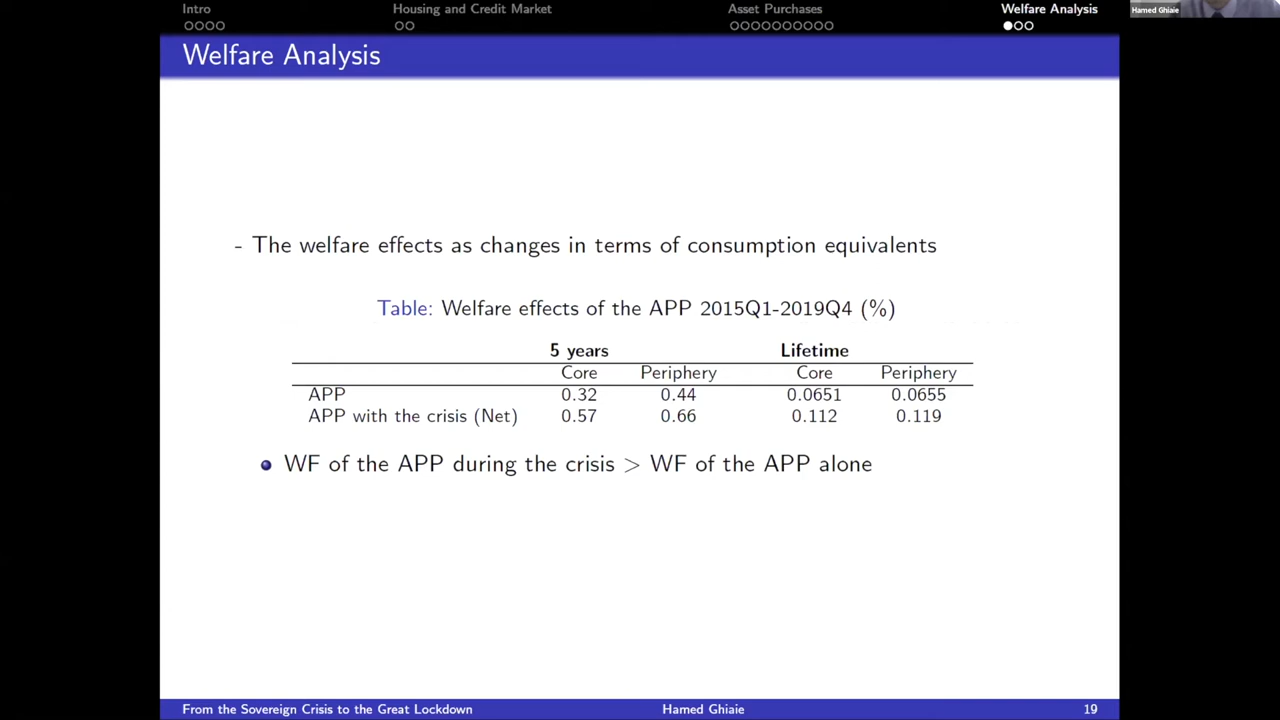 Intro
Housing and Credit Market
Asset Purchases
Welfare Analysis
Hamed Ghiaie
Welfare Analysis
- The welfare effects as changes in terms of consumption equivalents
Table: Welfare effects of the APP 2015Q1-2019Q4 (%)
5 years Lifetime
Core Periphery Core Periphery
APP 0.32 0.44 0.0651 0.0655
APP with the crisis (Net) 0.57 0.66 0.112 0.119
WF of the APP during the crisis > WF of the APP alone
From the Sovereign Crisis to the Great Lockdown Hamed Ghiaie 19